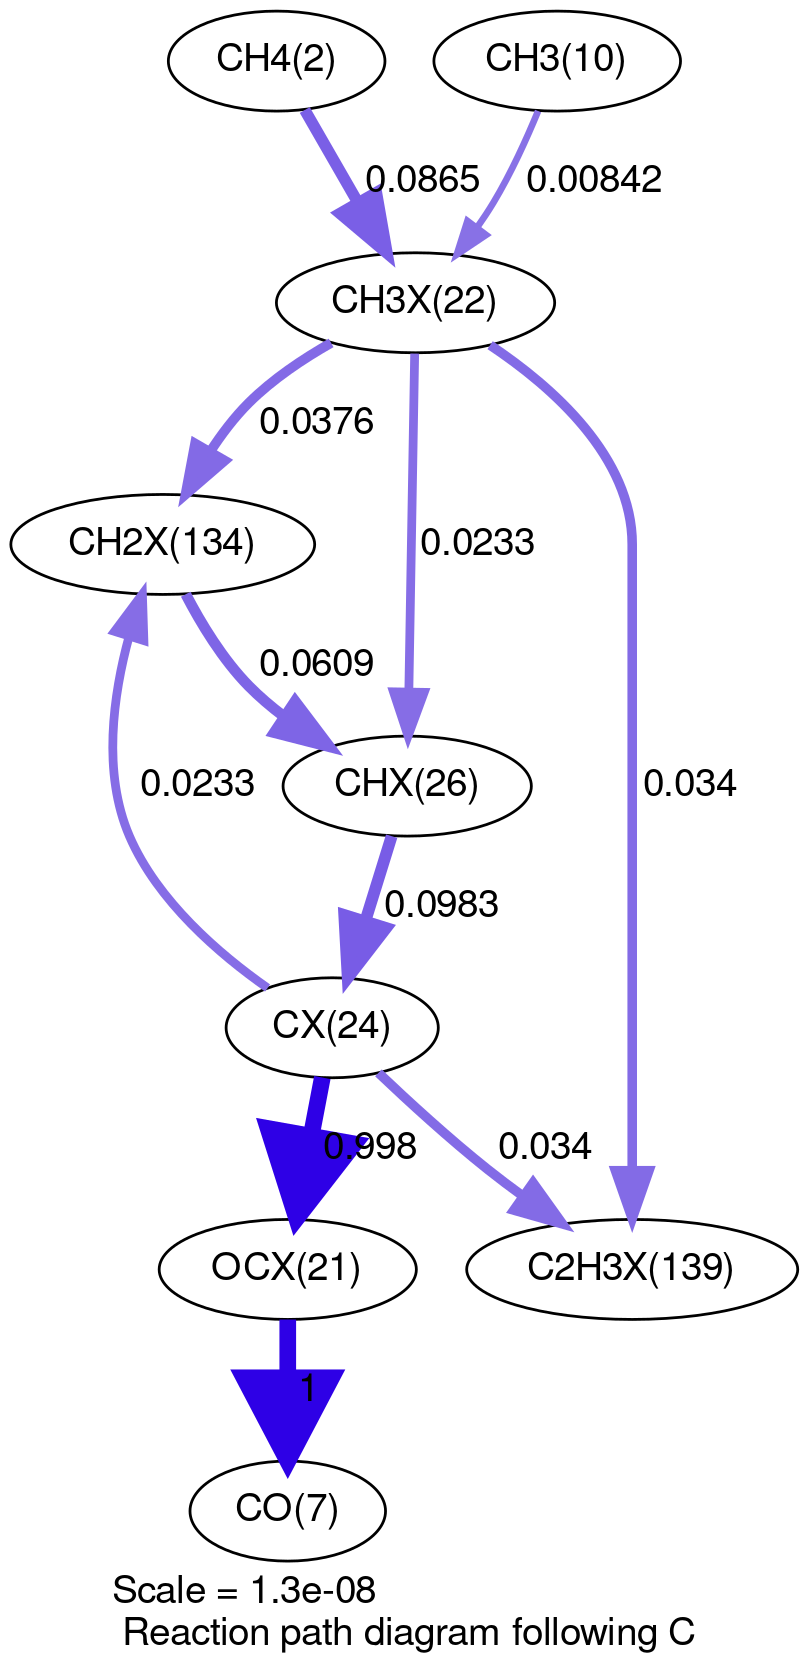 CH4(2)
CH3(10)
0.0865
0.00842
CH3X(22)
0.0376
CH2X(134)
0.0233
0.0609
0.0233
CHX(26)
0.034
0.0983
CX(24)
0.998
0.034
OCX(21)
C2H3X(139)
1
CO(7)
Scale = 1.3e-08
Reaction path diagram following C